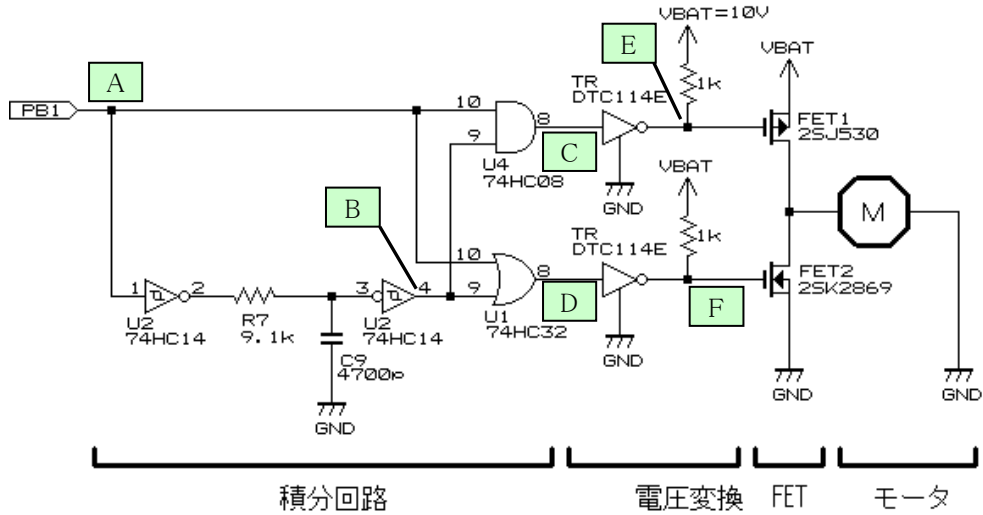 VBAT=10V
E
VBAT
A
TR
DTC114E
1k
PB1
10
8
FET1
2SJ530
9
C
U4
74HC08
VBAT
GND
B
M
TR
DTC114E
1k
10
8
FET2
2SK2869
1
2
3
4
9
D
F
U2
74HC14
R7
9.1k
U2
74HC14
U1
74HC32
GND
C9
4700p
GND
GND
GND
積分回路
電圧変換
FET
モータ